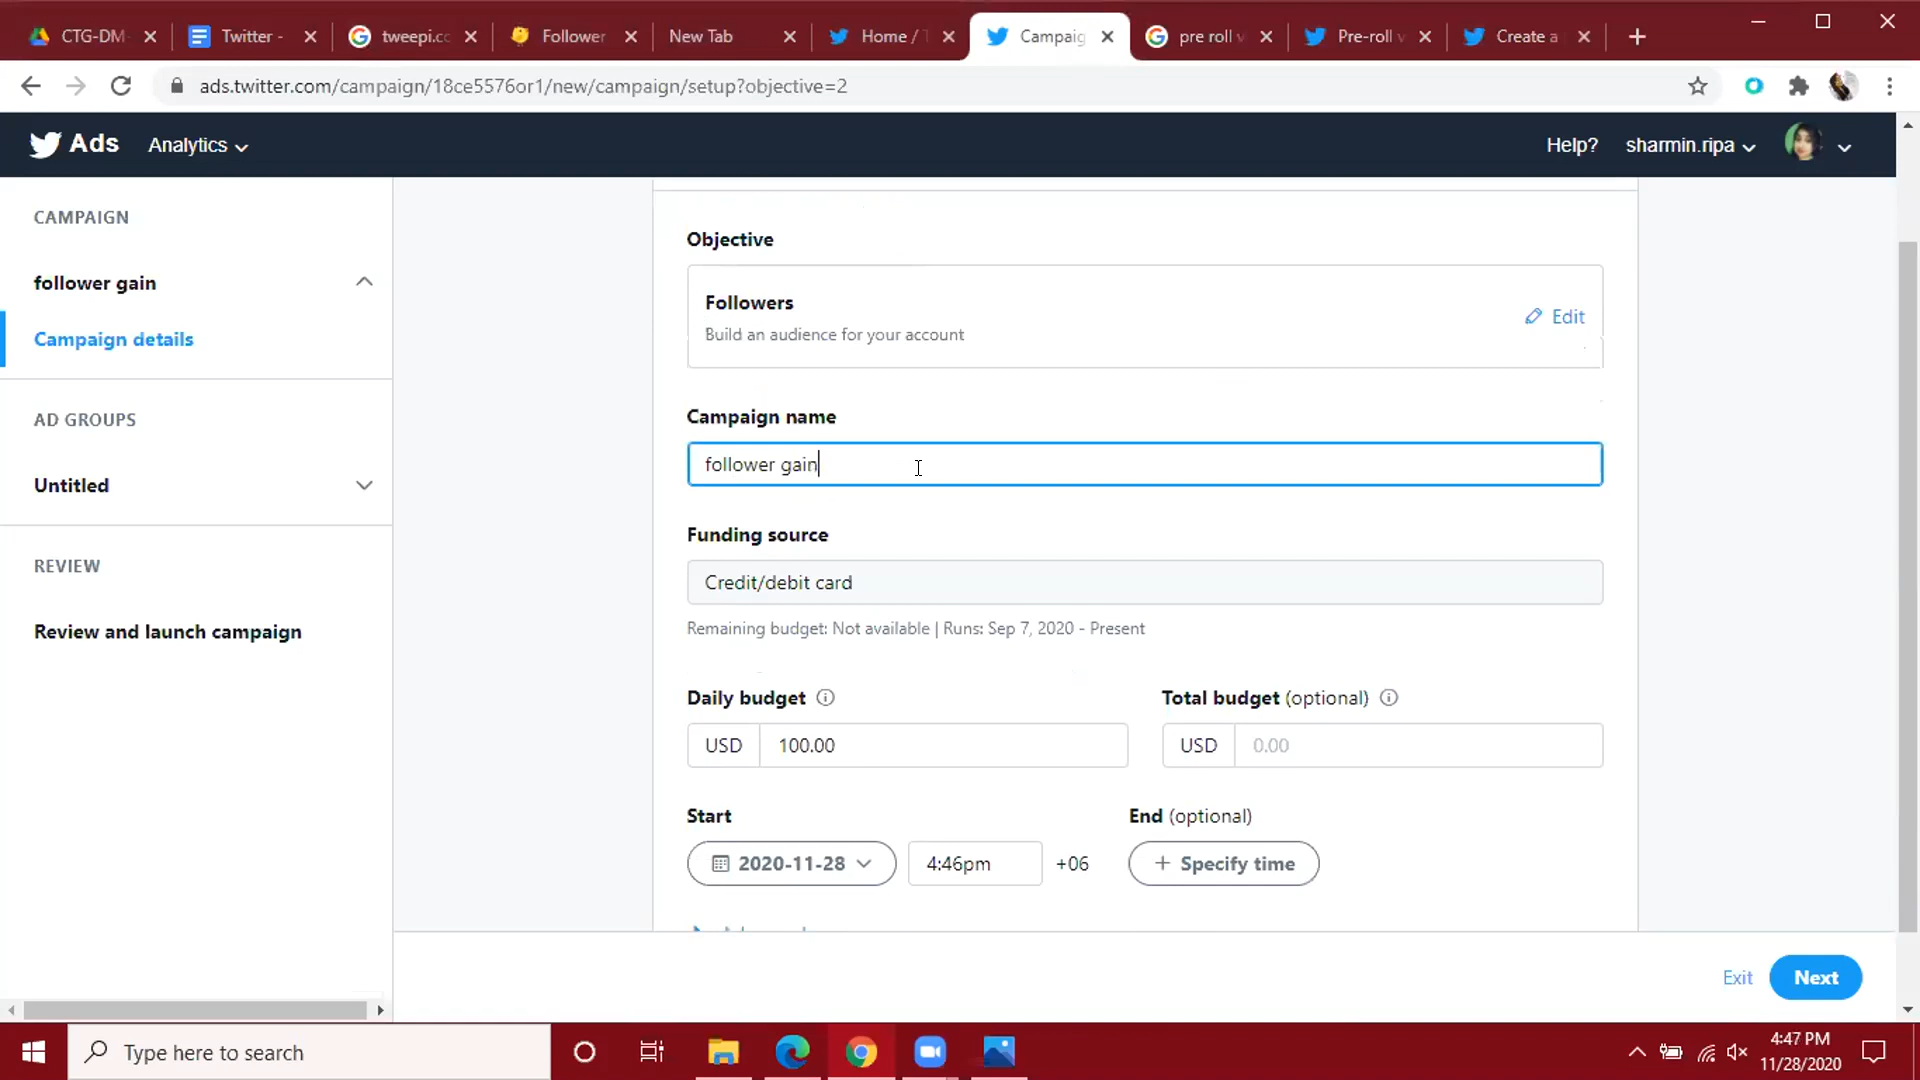 CTG-DM-
Twitter -
tweepi.co
Follower
New Tab
Home / T
Campaig
pre roll v
Pre-roll v
Create a
ads.twitter.com/campaign/18ce5576or1/new/campaign/setup?objective=2
Ads
Analytics
Help?
sharmin.ripa
CAMPAIGN
follower gain
Campaign details
AD GROUPS
Untitled
REVIEW
Review and launch campaign
Objective
Followers
Build an audience for your account
Edit
Campaign name
follower gain
Funding source
Credit/debit card
Remaining budget: Not available | Runs: Sep 7, 2020 - Present
Daily budget
Total budget (optional)
USD 100.00
USD 0.00
Start
End (optional)
2020-11-28
4:46pm
+06
+ Specify time
Exit
Next
Type here to search
4:47 PM
11/28/2020